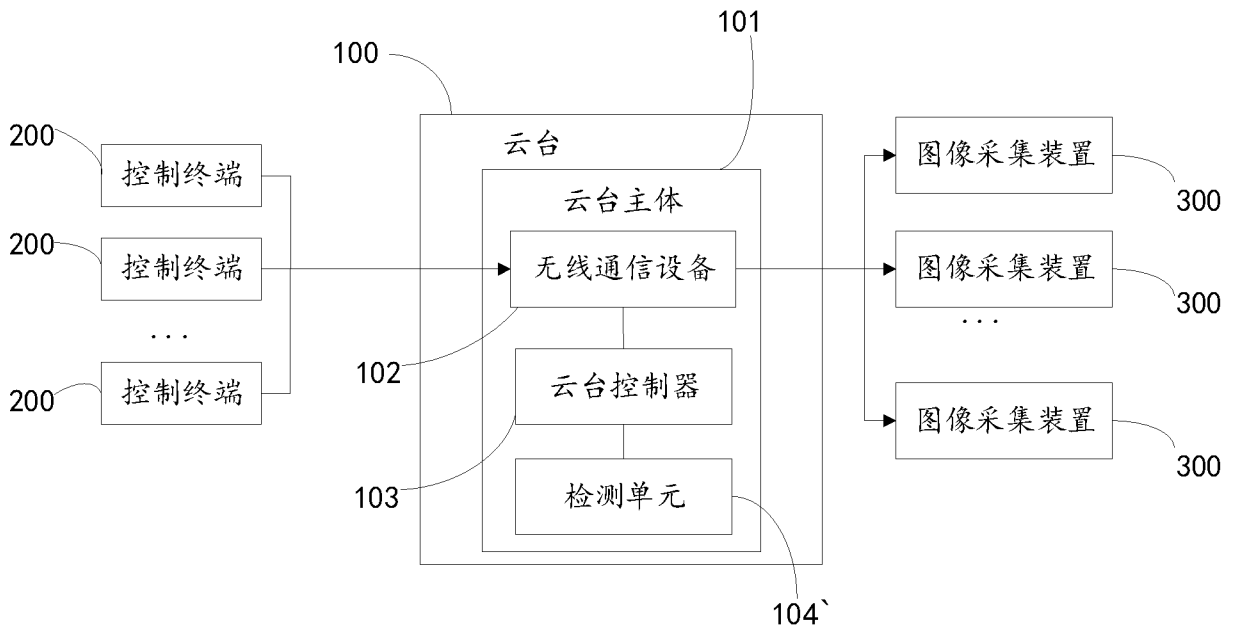 101
100
200
控制终端
云台
图像采集装置
300
云台主体
200
控制终端
无线通信设备
图像采集装置
300
...
...
102
云台控制器
200
控制终端
图像采集装置
300
103
检测单元
104`